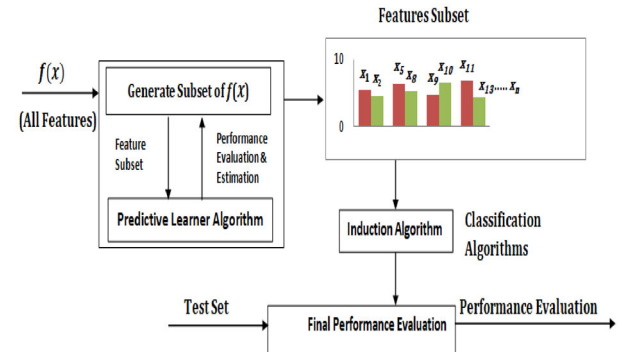 Features Subset
f(x)
(All Features)
Generate Subset of f(x)
Feature
Subset
Performance
Evaluation &
Estimation
Predictive Learner Algorithm
10
0
X1 X2 X5 X8 X9 X10 X11 X13..... Xn
Induction Algorithm
Classification
Algorithms
Test Set
Final Performance Evaluation
Performance Evaluation